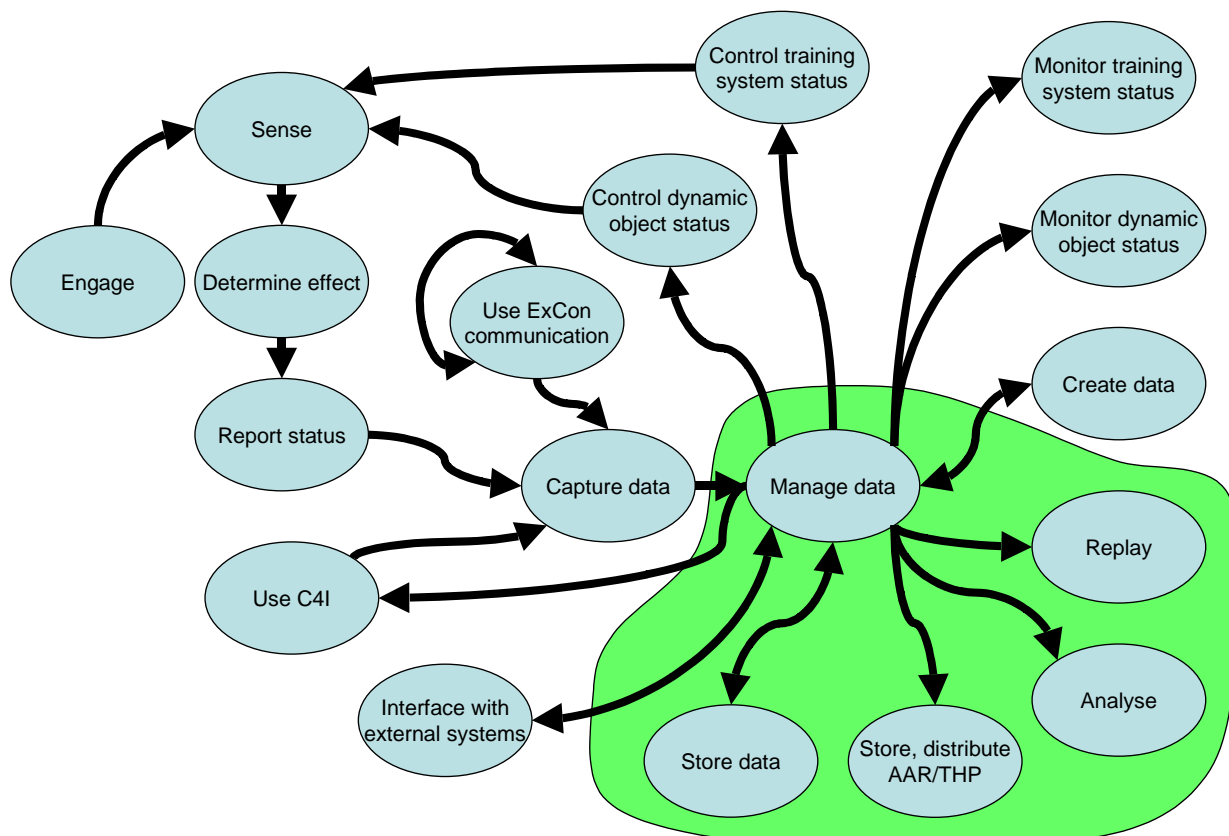 Control training
system status
Monitor training
system status
Sense
Control dynamic
object status
Monitor dynamic
object status
Engage
Determine effect
Use ExCon
communication
Create data
Report status
Capture data
Manage data
Replay
Use C4I
Analyse
Interface with
external systems
Store data
Store, distribute
AAR/THP